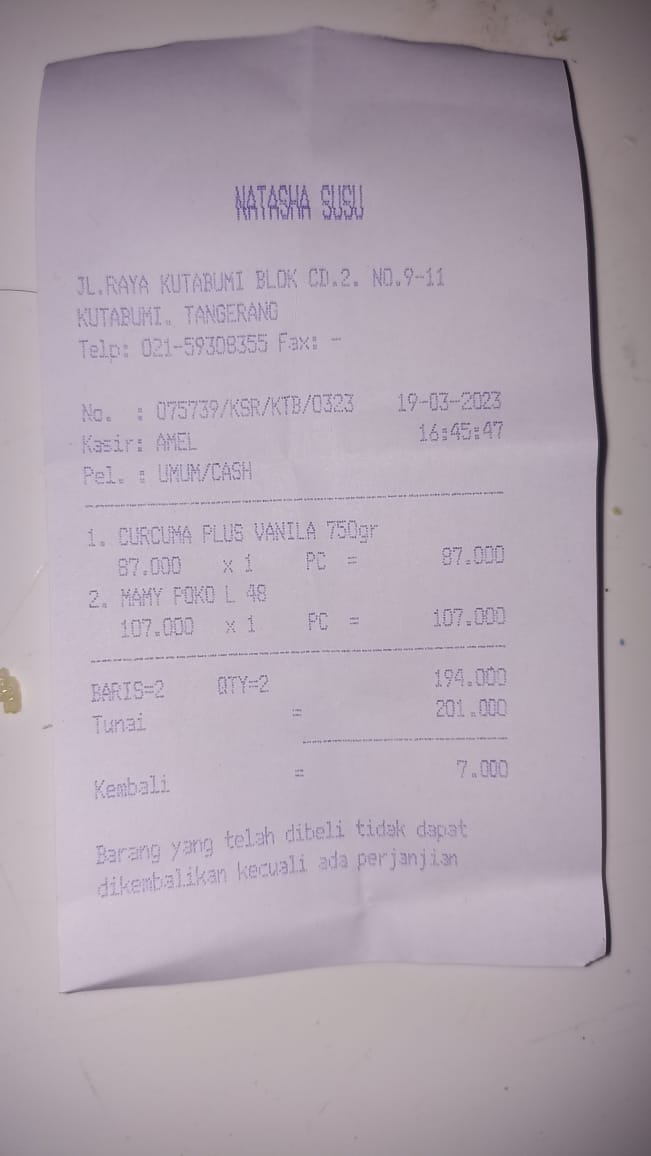 NATASHA SUSU
JL.RAYA KUTABUMI BLOK CD.2. NO.9-11
KUTABUMI. TANGERANG
Telp: 021-59308355 Fax: -
No. : 075739/KSR/KTB/0323 19-03-2023
Kasir: AMEL 16:45:47
Pel. : UMUM/CASH
1. CURCUMA PLUS VANILA 750gr
87.000 x 1 PC = 87.000
2. MAMY POKO L 48
107.000 x 1 PC = 107.000
BARIS=2 QTY=2 194.000
Tunai = 201.000
Kembali = 7.000
Barang yang telah dibeli tidak dapat
dikembalikan kecuali ada perjanjian